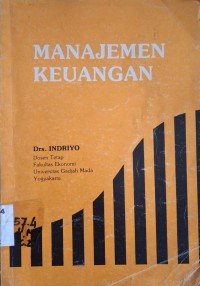 MANAJEMEN
KEUANGAN
Drs. INDRIYO
Dosen Tetap
Fakultas Ekonomi
Universitas Gadjah Mada
Yogyakarta